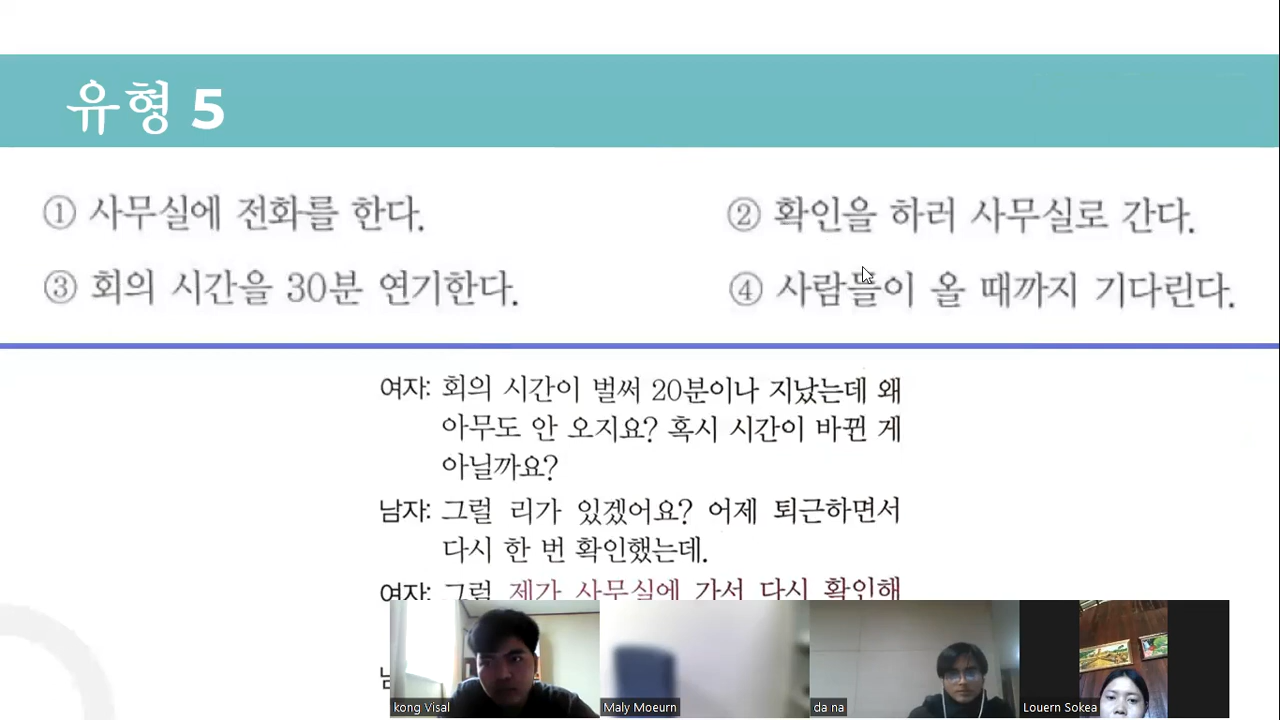 유형 5
① 사무실에 전화를 한다.
② 확인을 하러 사무실로 간다.
③ 회의 시간을 30분 연기한다.
④ 사람들이 올 때까지 기다린다.
여자: 회의 시간이 벌써 20분이나 지났는데 왜
아무도 안 오지요? 혹시 시간이 바뀐 게
아닐까요?
남자: 그럴 리가 있겠어요? 어제 퇴근하면서
다시 한 번 확인했는데.
여자: 그럼 제가 사무실에 가서 다시 확인해
kong Visal
Maly Moeurn
da na
Louern Sokea